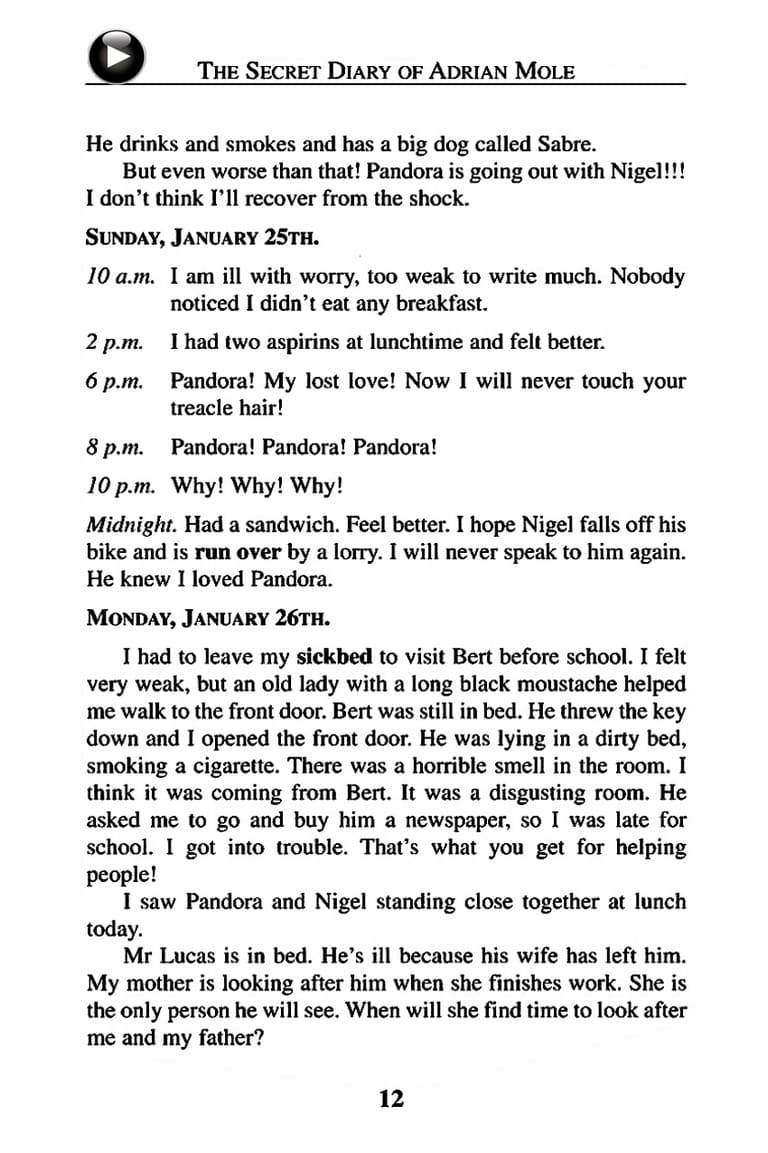 THE SECRET DIARY OF ADRIAN MOLE
He drinks and smokes and has a big dog called Sabre.
But even worse than that! Pandora is going out with Nigel!!!
I don't think I'll recover from the shock.
SUNDAY, JANUARY 25TH.
10 a.m. I am ill with worry, too weak to write much. Nobody
noticed I didn't eat any breakfast.
2 p.m. I had two aspirins at lunchtime and felt better.
6 p.m. Pandora! My lost love! Now I will never touch your
treacle hair!
8 p.m. Pandora! Pandora! Pandora!
10 p.m. Why! Why! Why!
Midnight. Had a sandwich. Feel better. I hope Nigel falls off his
bike and is run over by a lorry. I will never speak to him again.
He knew I loved Pandora.
MONDAY, JANUARY 26TH.
I had to leave my sickbed to visit Bert before school. I felt
very weak, but an old lady with a long black moustache helped
me walk to the front door. Bert was still in bed. He threw the key
down and I opened the front door. He was lying in a dirty bed,
smoking a cigarette. There was a horrible smell in the room. I
think it was coming from Bert. It was a disgusting room. He
asked me to go and buy him a newspaper, so I was late for
school. I got into trouble. That's what you get for helping
people!
I saw Pandora and Nigel standing close together at lunch
today.
Mr Lucas is in bed. He's ill because his wife has left him.
My mother is looking after him when she finishes work. She is
the only person he will see. When will she find time to look after
me and my father?
12